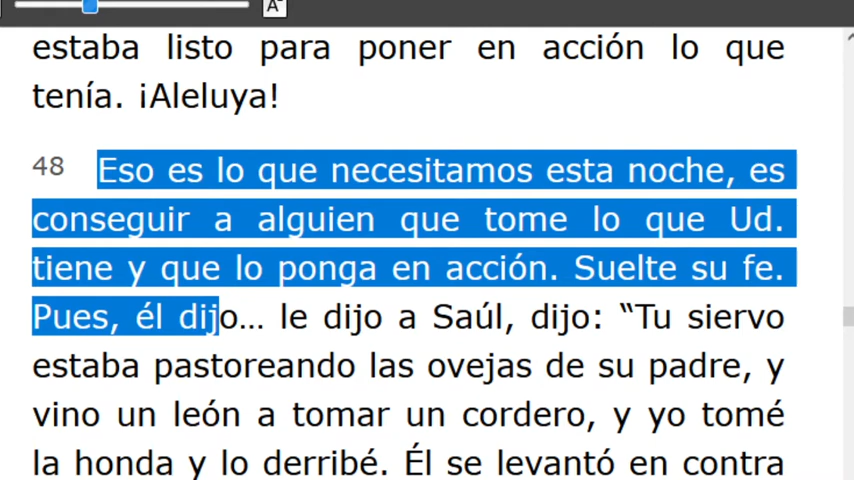 A
estaba listo para poner en acción lo que
tenía. ¡Aleluya!
48 Eso es lo que necesitamos esta noche, es
conseguir a alguien que tome lo que Ud.
tiene y que lo ponga en acción. Suelte su fe.
Pues, él dijo… le dijo a Saúl, dijo: “Tu siervo
estaba pastoreando las ovejas de su padre, y
vino un león a tomar un cordero, y yo tomé
la honda y lo derribé. Él se levantó en contra